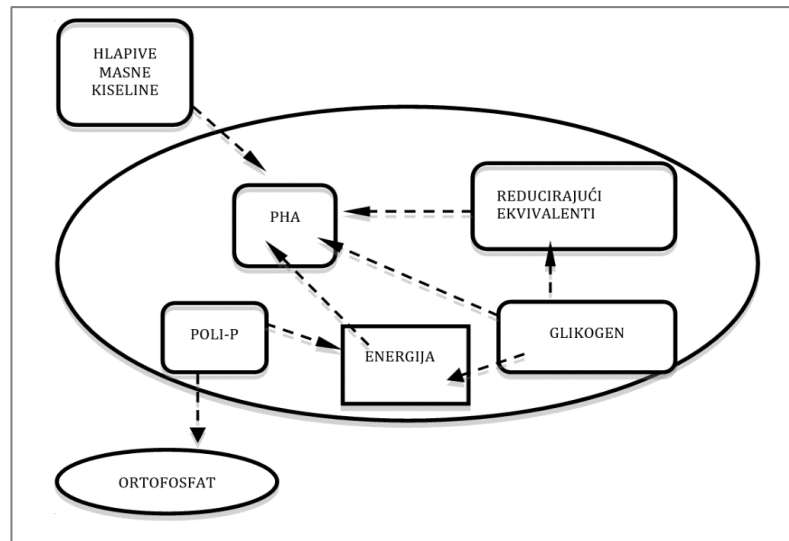 HLAPIVE
MASNE
KISELINE
PHA
REDUCIRAJUĆI
EKVIVALENTI
POLI-P
ENERGIJA
GLIKOGEN
ORTOFOSFAT